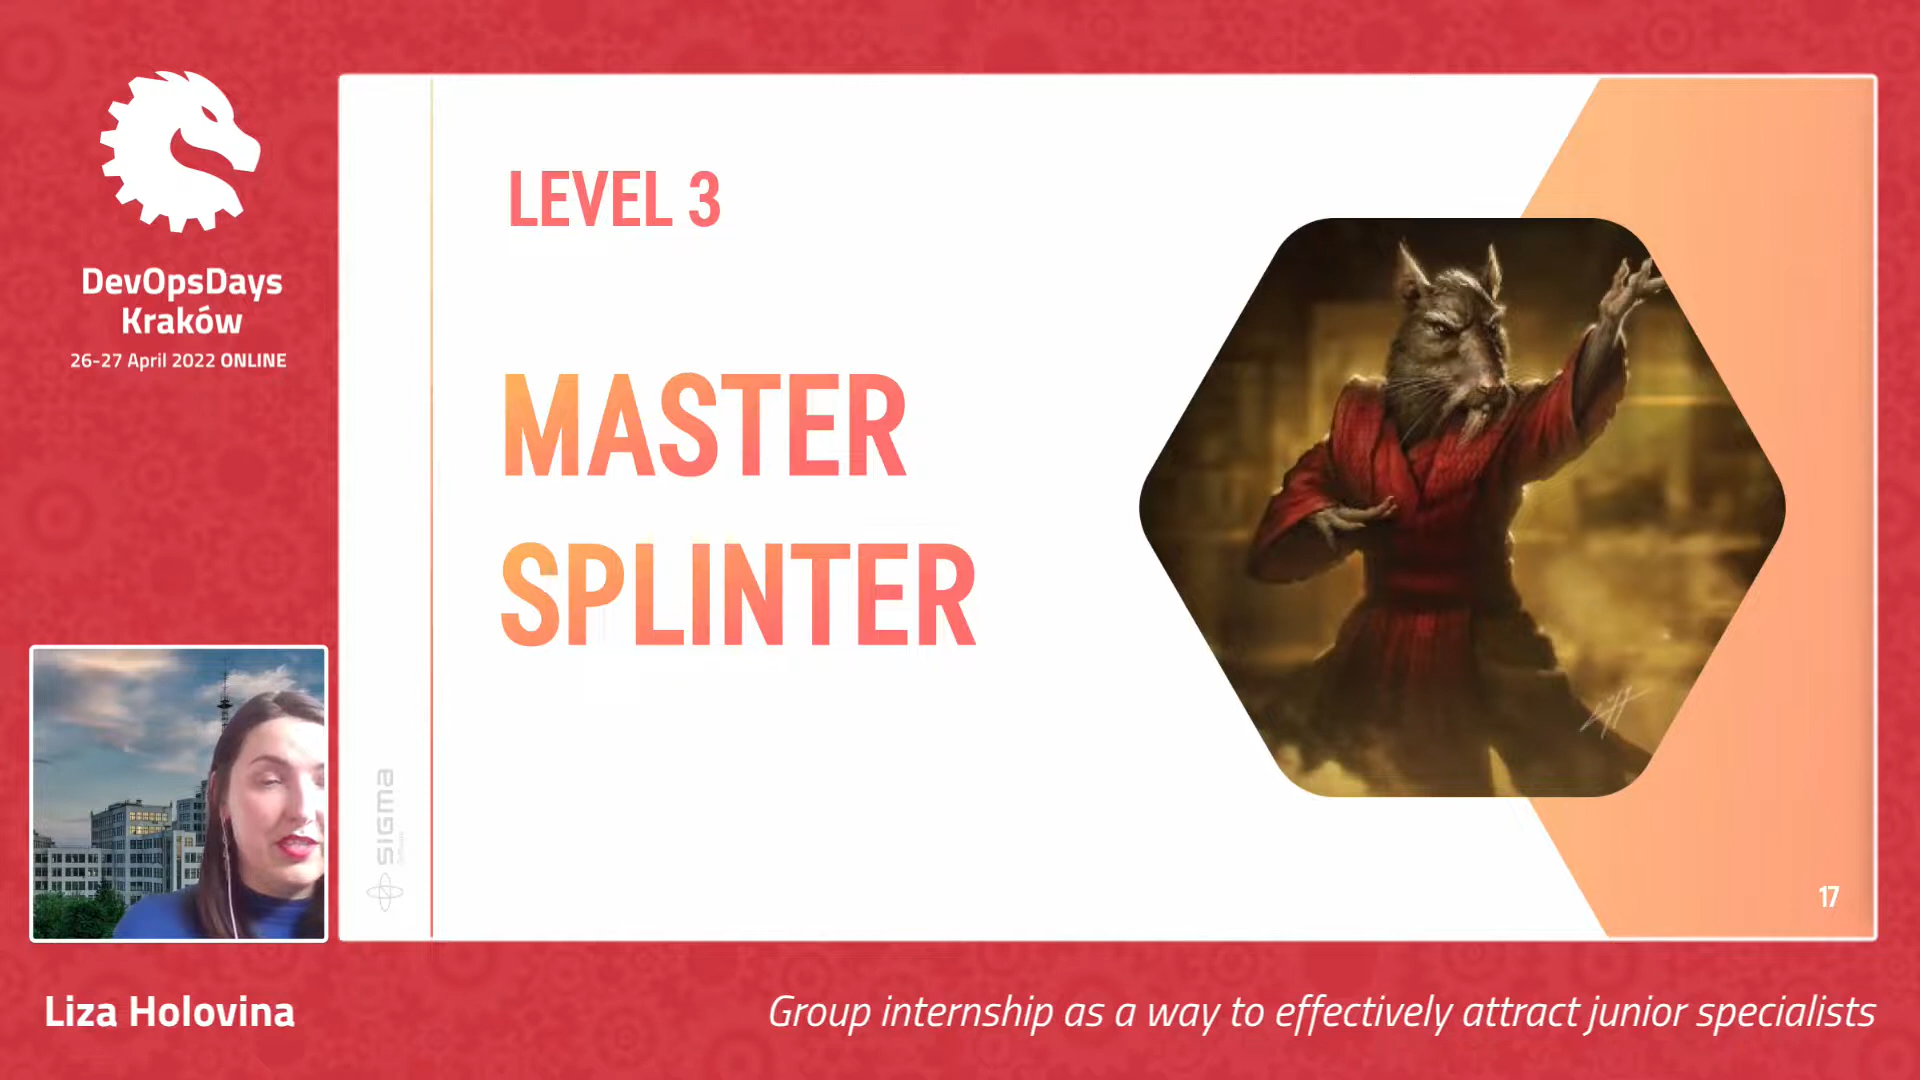 DevOpsDays
Kraków
26-27 April 2022 ONLINE
LEVEL 3
MASTER
SPLINTER
SIGMA
17
Liza Holovina
Group internship as a way to effectively attract junior specialists